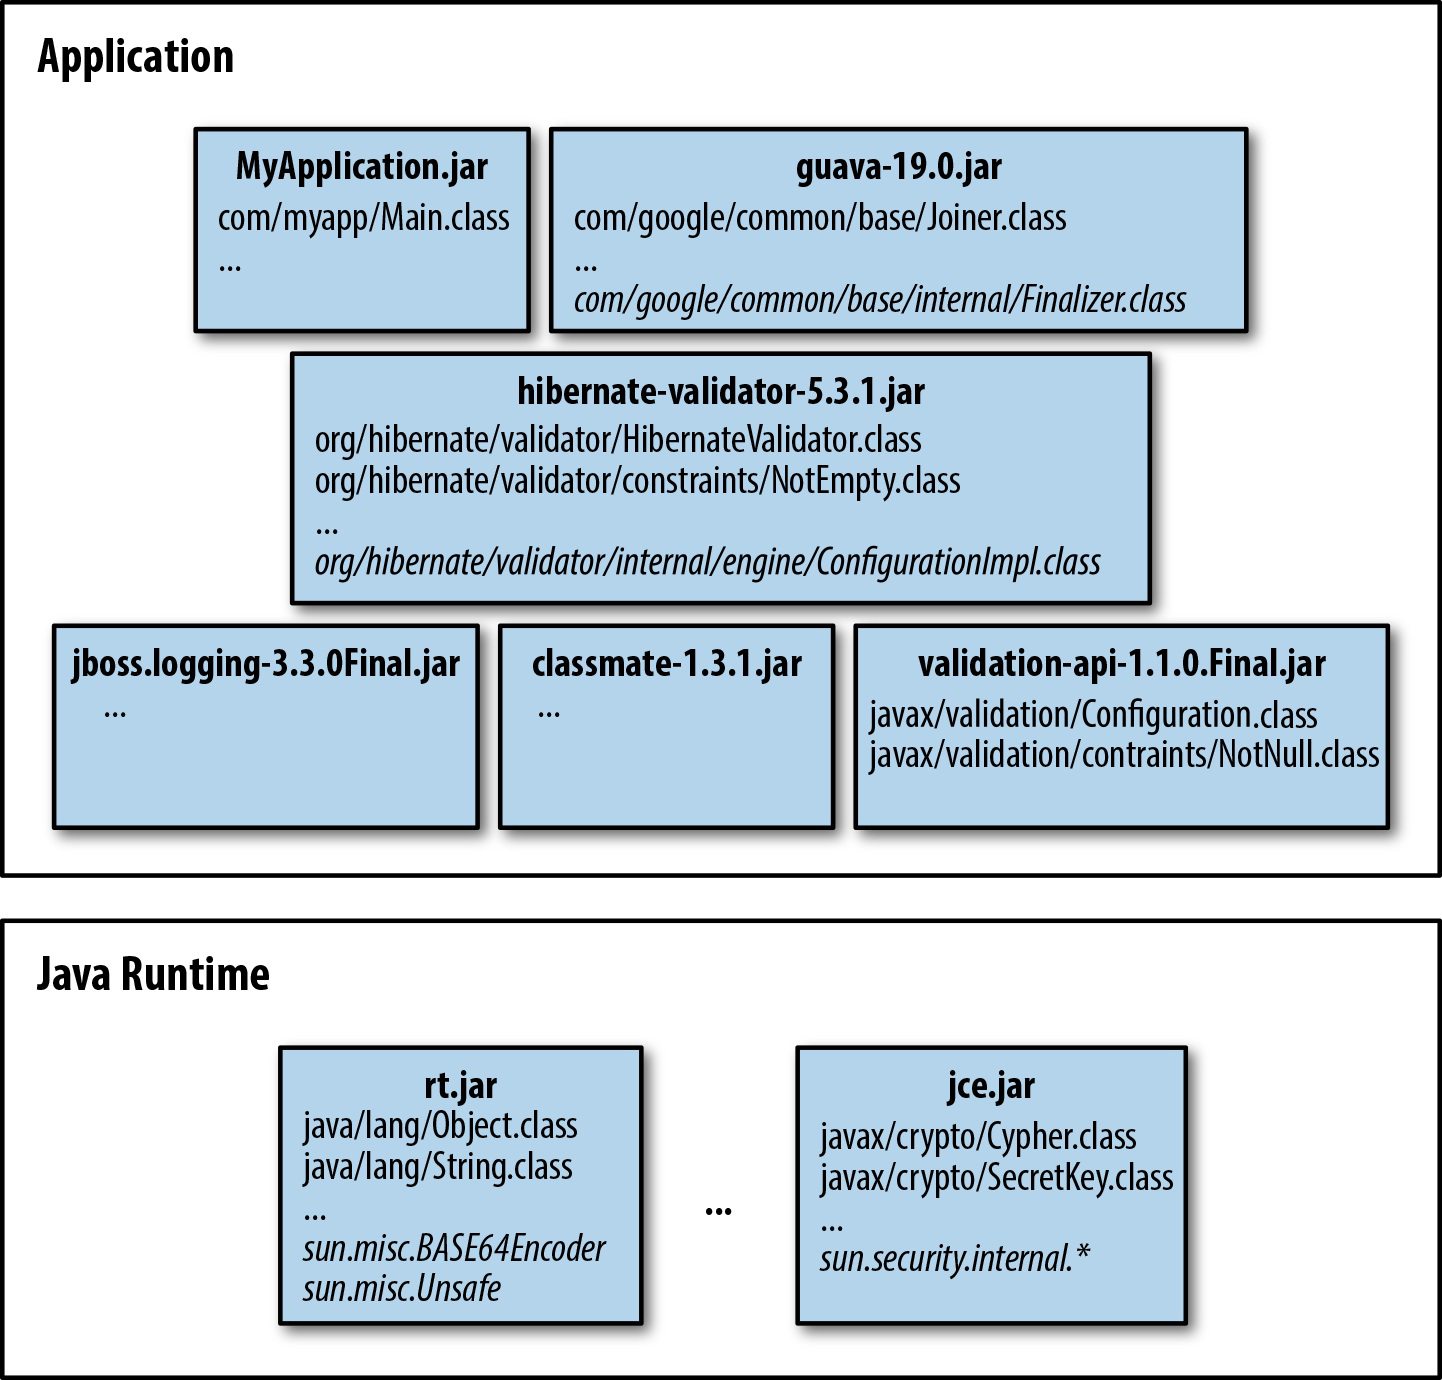 Application
MyApplication.jar
com/myapp/Main.class
...
guava-19.0.jar
com/google/common/base/Joiner.class
...
com/google/common/base/internal/Finalizer.class
hibernate-validator-5.3.1.jar
org/hibernate/validator/HibernateValidator.class
org/hibernate/validator/constraints/NotEmpty.class
...
org/hibernate/validator/internal/engine/ConfigurationImpl.class
jboss.logging-3.3.0Final.jar
...
classmate-1.3.1.jar
...
validation-api-1.1.0.Final.jar
javax/validation/Configuration.class
javax/validation/contraints/NotNull.class
Java Runtime
rt.jar
java/lang/Object.class
java/lang/String.class
...
sun.misc.BASE64Encoder
sun.misc.Unsafe
...
jce.jar
javax/crypto/Cypher.class
javax/crypto/SecretKey.class
...
sun.security.internal.*